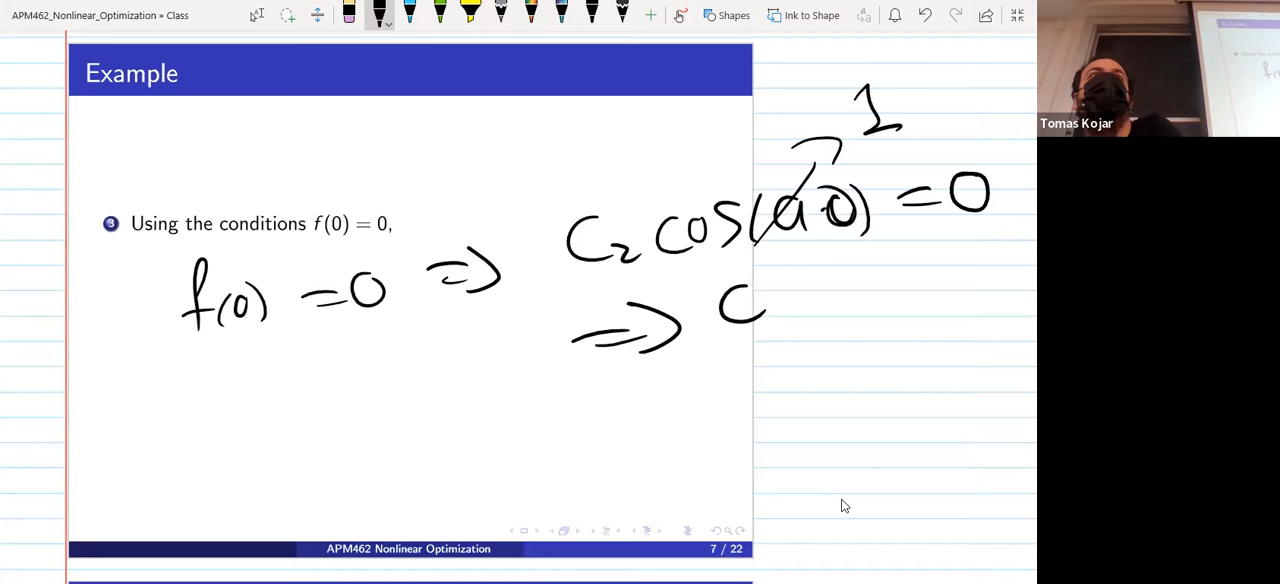 APM462_Nonlinear_Optimization » Class
Shapes
Ink to Shape
Example
Tomas Kojar
1
3 Using the conditions f(0) = 0,
C₂ cos(a·0) = 0
f(0) = 0 ⇒
⇒ C
APM462 Nonlinear Optimization
7 / 22